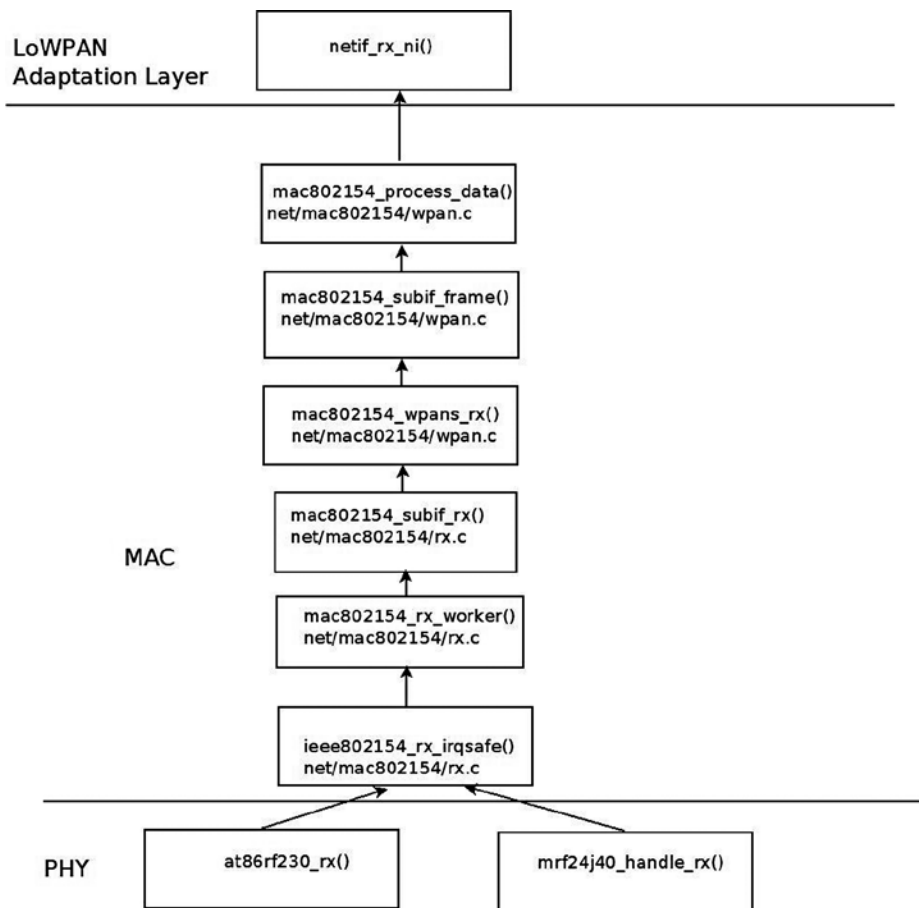 LoWPAN
Adaptation Layer
netif_rx_ni()
mac802154_process_data()
net/mac802154/wpan.c
mac802154_subif_frame()
net/mac802154/wpan.c
mac802154_wpans_rx()
net/mac802154/wpan.c
mac802154_subif_rx()
net/mac802154/rx.c
MAC
mac802154_rx_worker()
net/mac802154/rx.c
ieee802154_rx_irqsafe()
net/mac802154/rx.c
PHY
at86rf230_rx()
mrf24j40_handle_rx()